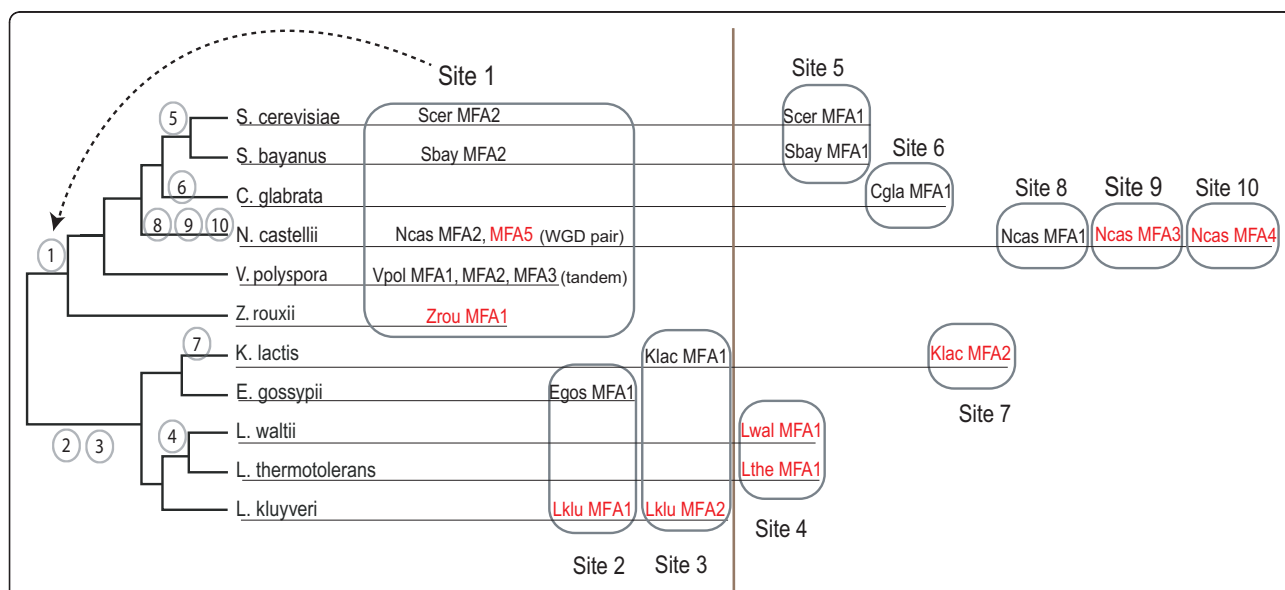 Site 1
Site 5
5
S. cerevisiae
Scer MFA2
Scer MFA1
S. bayanus
Sbay MFA2
Sbay MFA1
Site 6
6
C. glabrata
Cgla MFA1
Site 8
Site 9
Site 10
8
9
10
N. castellii
Ncas MFA2, MFA5 (WGD pair)
Ncas MFA1
Ncas MFA3
Ncas MFA4
1
V. polyspora
Vpol MFA1, MFA2, MFA3 (tandem)
Z. rouxii
Zrou MFA1
7
K. lactis
Klac MFA1
Klac MFA2
E. gossypii
Egos MFA1
Site 7
2
3
4
L. waltii
Lwal MFA1
L. thermotolerans
Lthe MFA1
L. kluyveri
Lklu MFA1
Lklu MFA2
Site 4
Site 2
Site 3